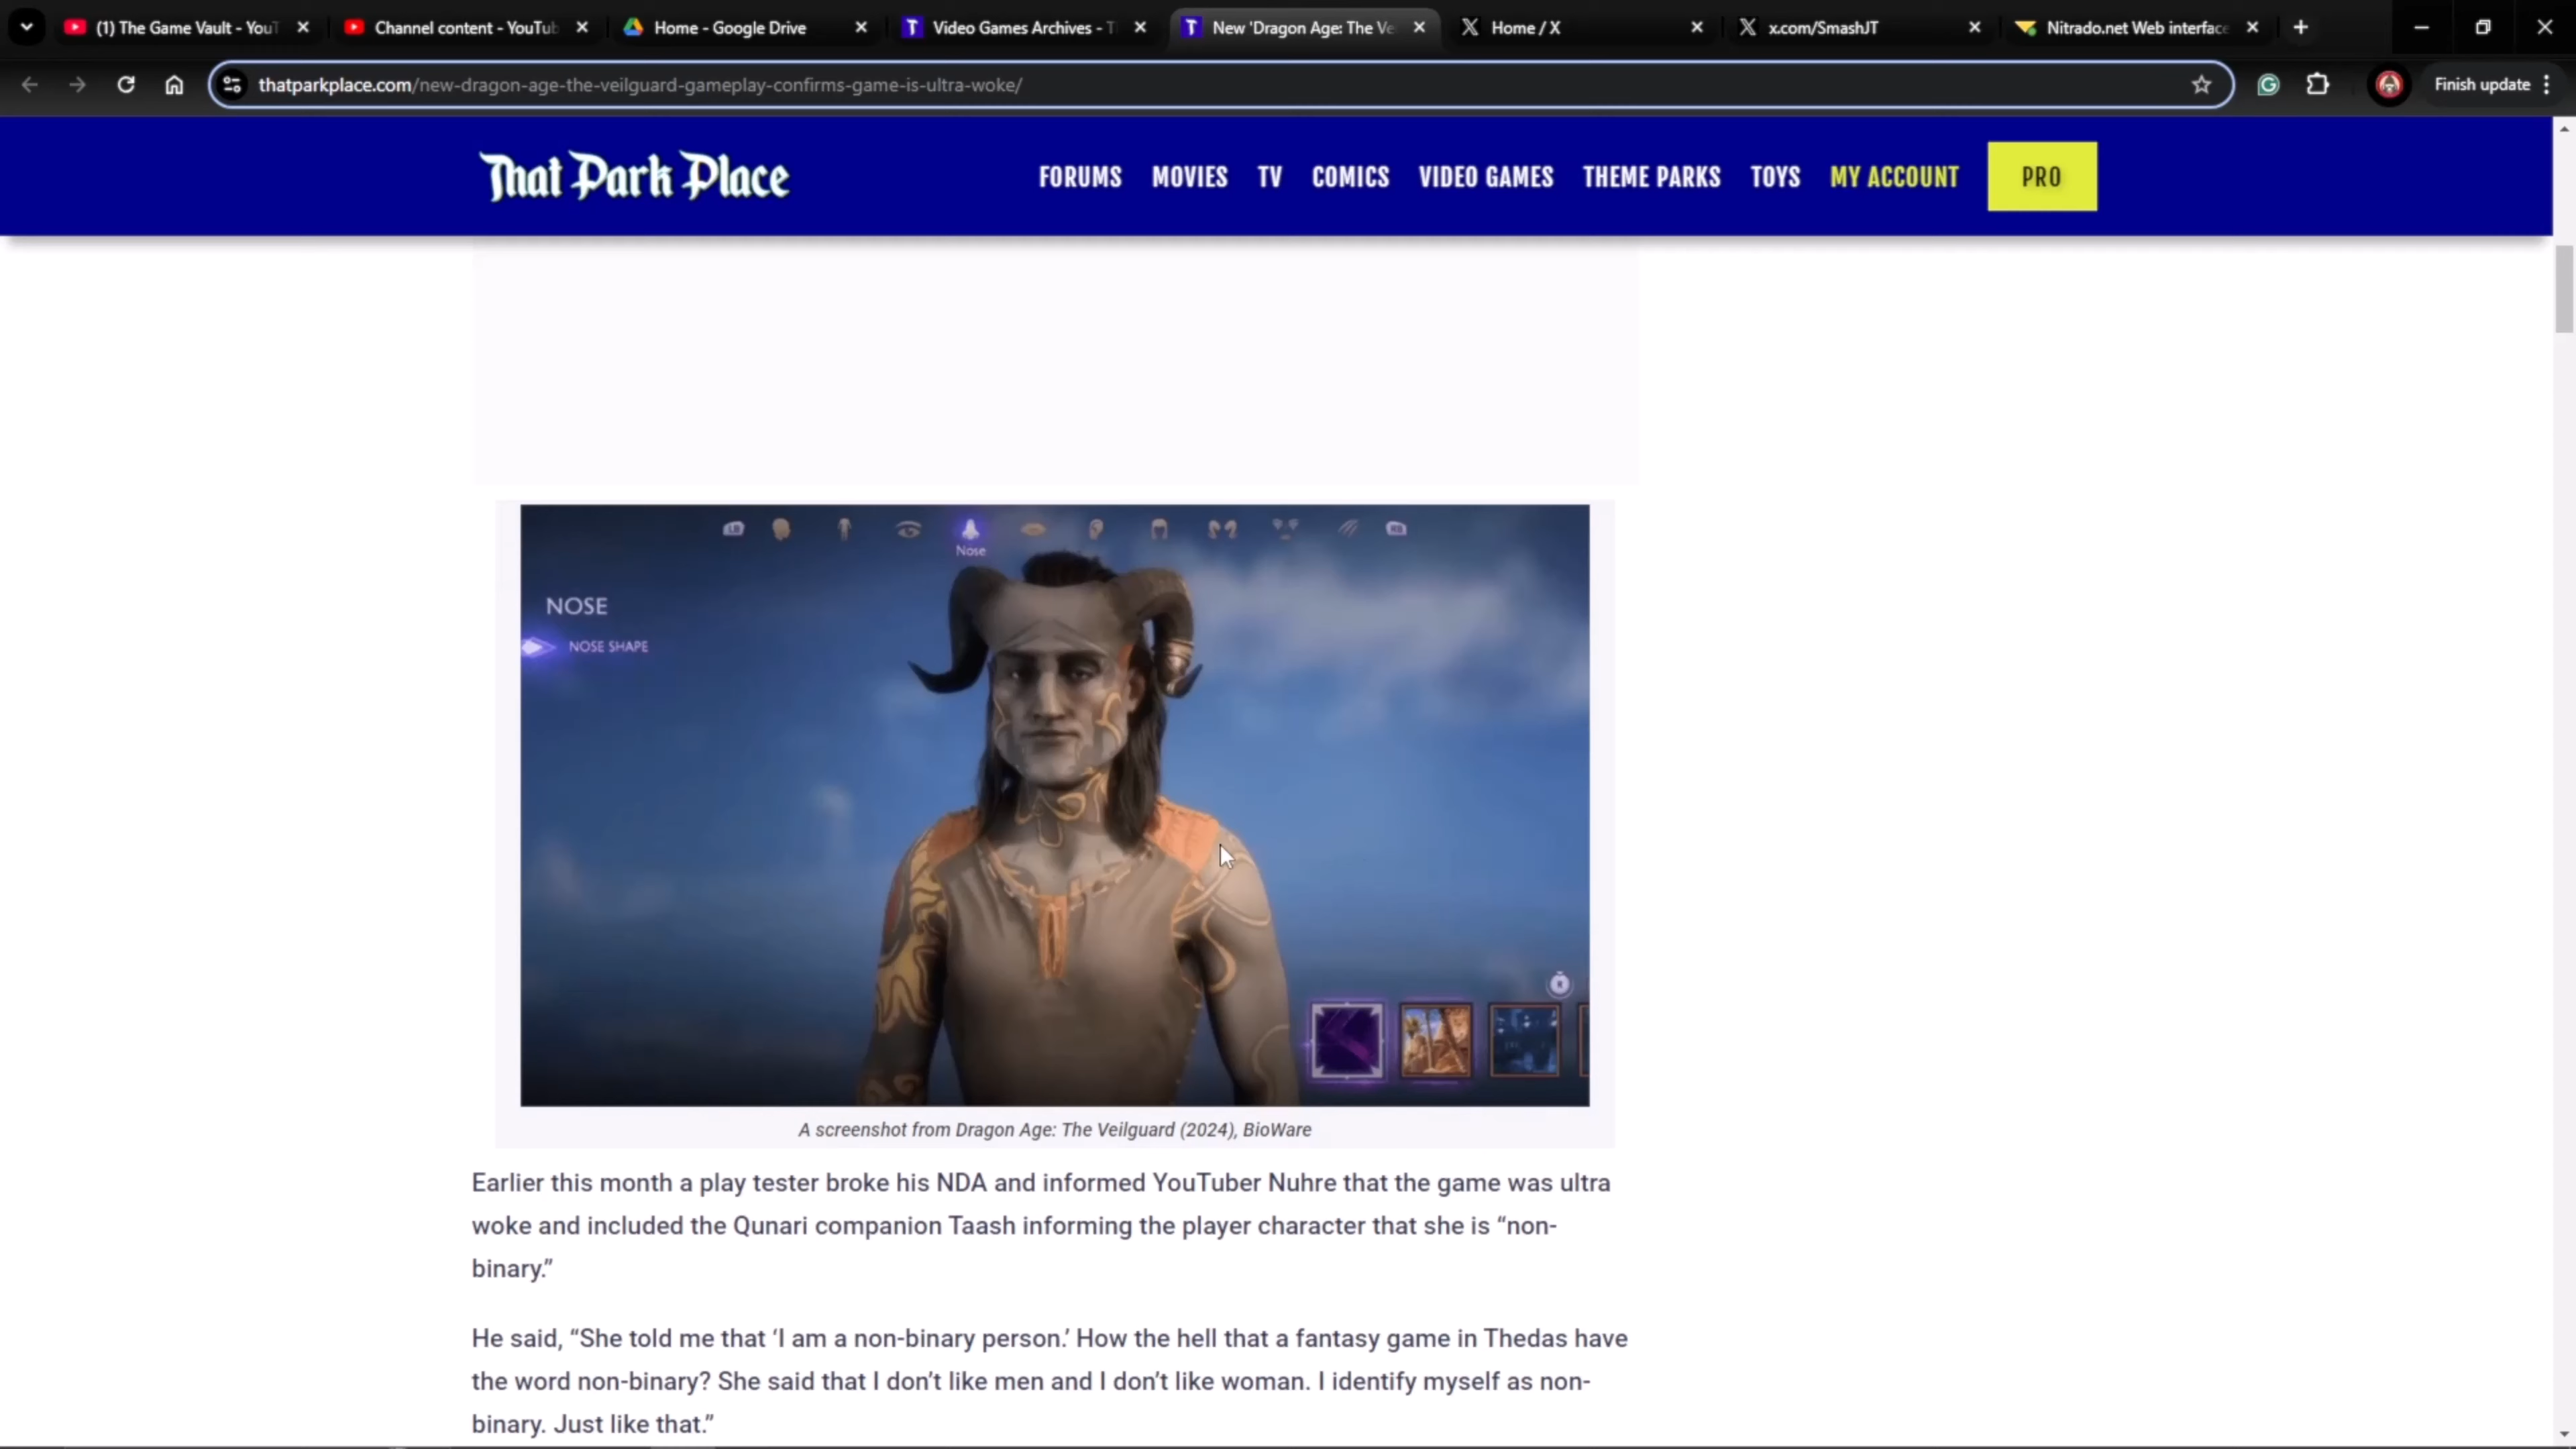 (1) The Game Vault - YouT
Channel content - YouTub
Home - Google Drive
Video Games Archives - T
New 'Dragon Age: The Ve
Home / X
x.com/SmashJT
Nitrado.net Web interface
thatparkplace.com/new-dragon-age-the-veilguard-gameplay-confirms-game-is-ultra-woke/
Finish update
That Park Place
FORUMS
MOVIES
TV
COMICS
VIDEO GAMES
THEME PARKS
TOYS
MY ACCOUNT
PRO
LB
RB
Nose
NOSE
NOSE SHAPE
A screenshot from Dragon Age: The Veilguard (2024), BioWare
Earlier this month a play tester broke his NDA and informed YouTuber Nuhre that the game was ultra
woke and included the Qunari companion Taash informing the player character that she is “non-
binary.”
He said, “She told me that ‘I am a non-binary person.’ How the hell that a fantasy game in Thedas have
the word non-binary? She said that I don’t like men and I don’t like woman. I identify myself as non-
binary. Just like that.”